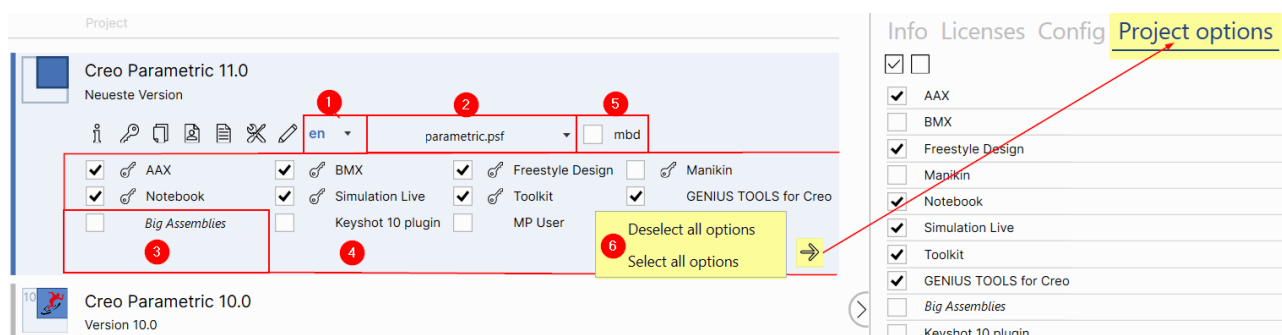 Project
Creo Parametric 11.0
Neueste Version
1 2 5
en parametric.psf mbd
AAX BMX Freestyle Design Manikin
Notebook Simulation Live Toolkit GENIUS TOOLS for Creo
Big Assemblies Keyshot 10 plugin MP User
3 4 6
Deselect all options
Select all options
10
Creo Parametric 10.0
Version 10.0
Info Licenses Config Project options
AAX
BMX
Freestyle Design
Manikin
Notebook
Simulation Live
Toolkit
GENIUS TOOLS for Creo
Big Assemblies
Keyshot 10 plugin